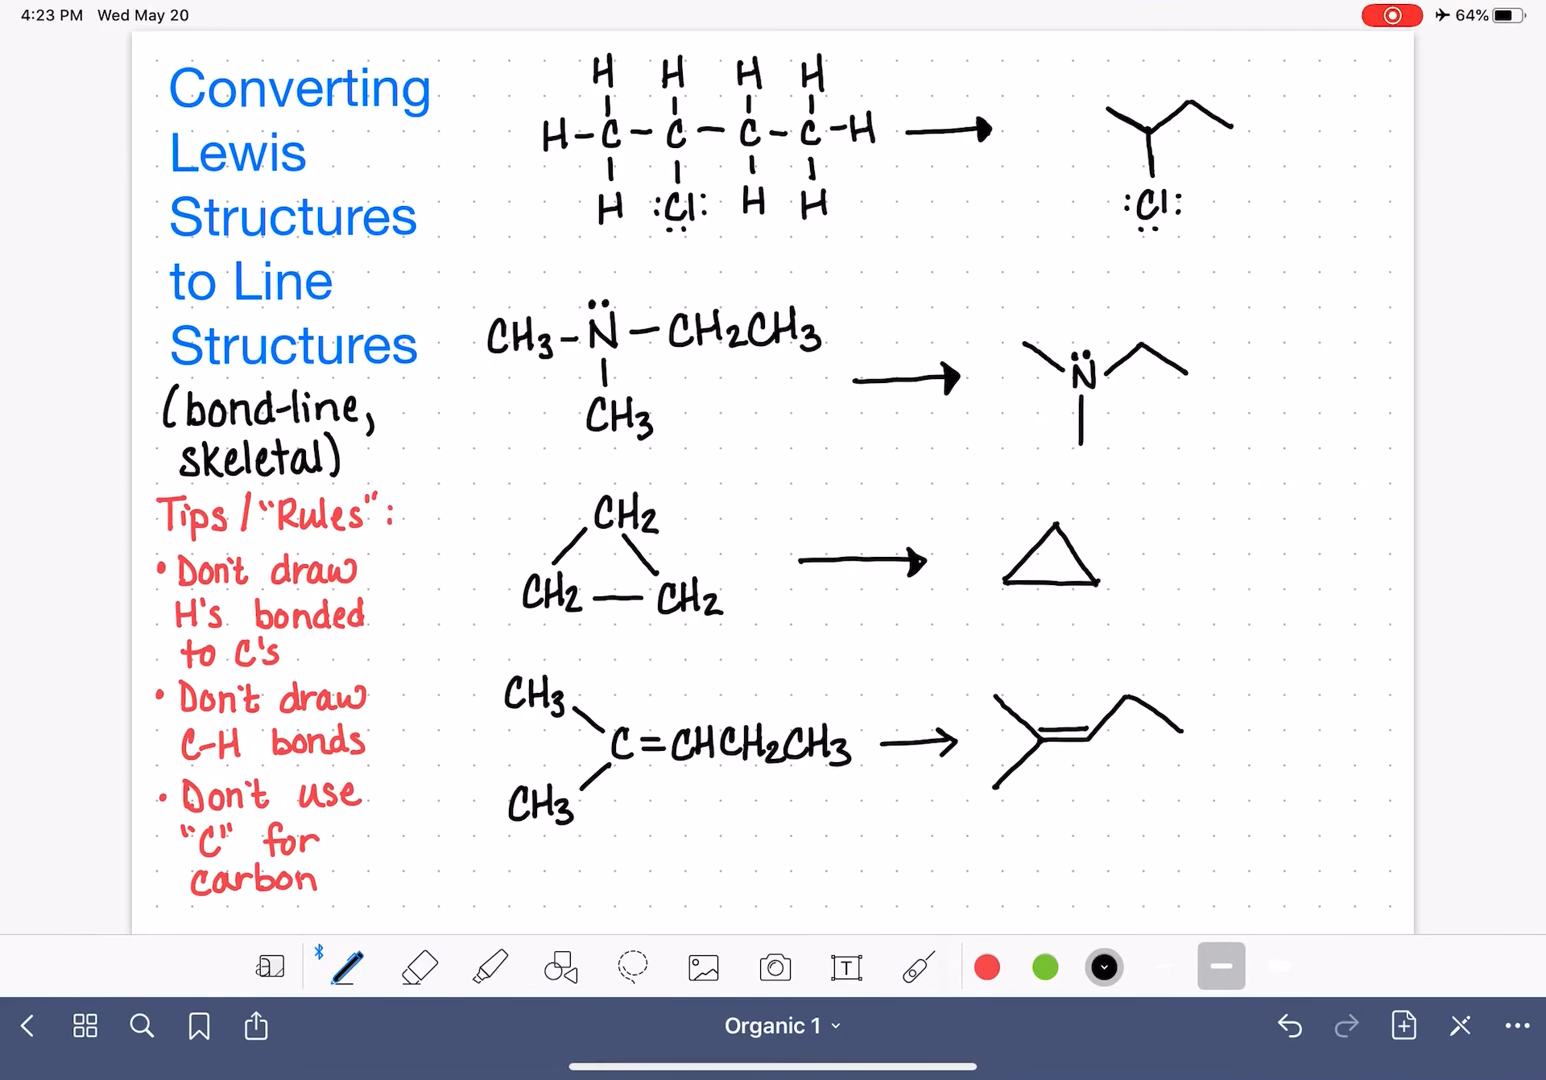 4:23 PM Wed May 20
64%
Converting
Lewis
Structures
to Line
Structures
(bond-line,
skeletal)
Tips / "Rules":
• Don't draw
H's bonded
to C's
• Don't draw
C-H bonds
• Don't use
"C" for
carbon
H H H H
H-C-C-C-C-H
H :Cl: H H
:Cl:
CH3-N-CH2CH3
CH3
N
CH2
CH2-CH2
CH3
C=CHCH2CH3
CH3
T
Organic 1